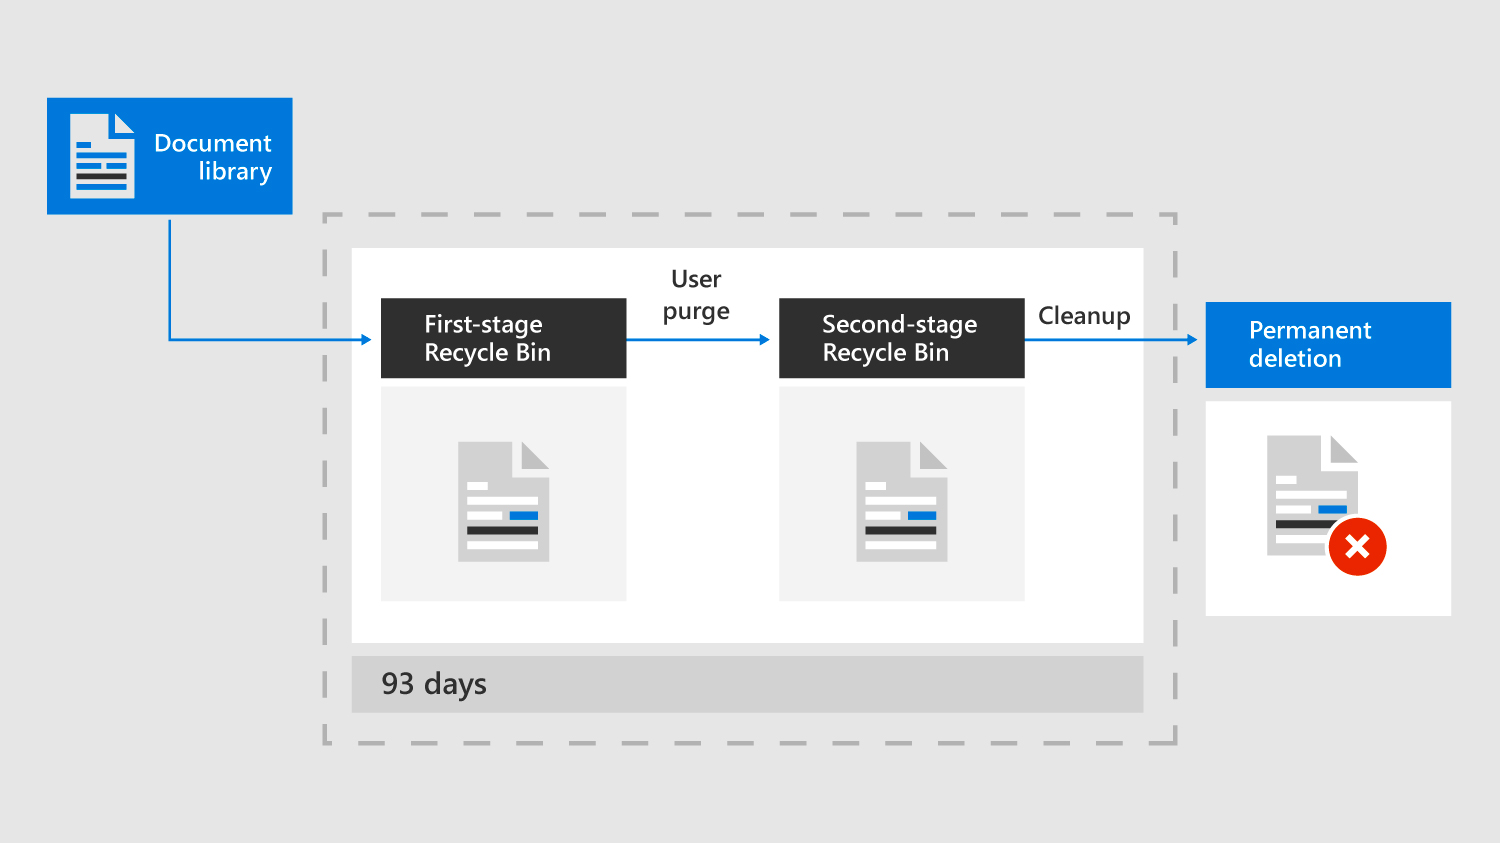 Document
library
User
purge
First-stage
Recycle Bin
Second-stage
Recycle Bin
Cleanup
Permanent
deletion
93 days